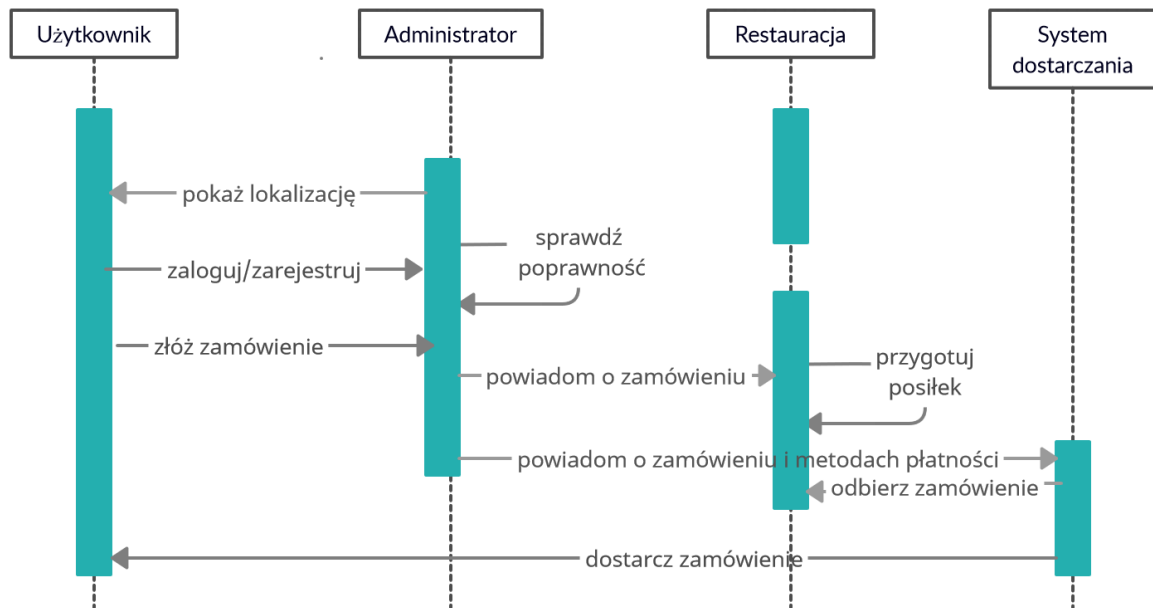 Użytkownik
Administrator
Restauracja
System
dostarczania
pokaż lokalizację
sprawdź
poprawność
zaloguj/zarejestruj
złóż zamówienie
powiadom o zamówieniu
przygotuj
posiłek
powiadom o zamówieniu i metodach płatności
odbierz zamówienie
dostarcz zamówienie